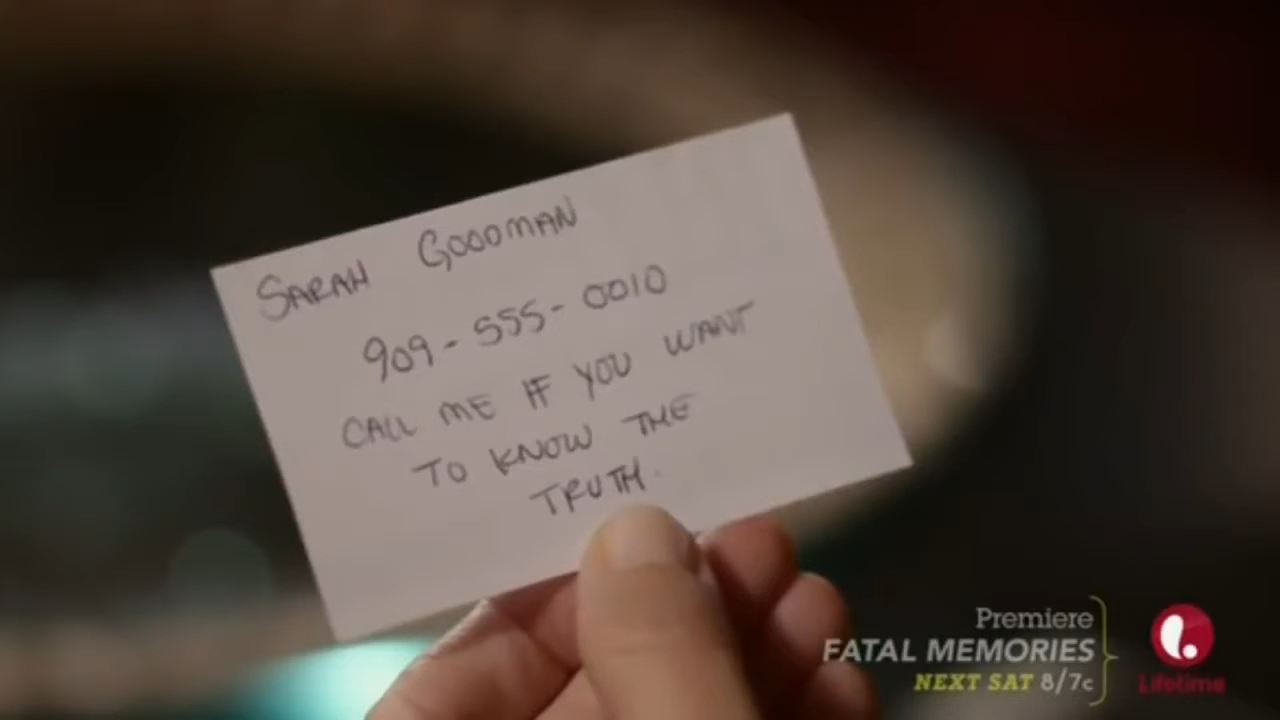 SARAH GOODMAN
909-555-0010
CALL ME IF YOU WANT
TO KNOW THE
TRUTH.
Premiere
FATAL MEMORIES
NEXT SAT 8/7c
Lifetime